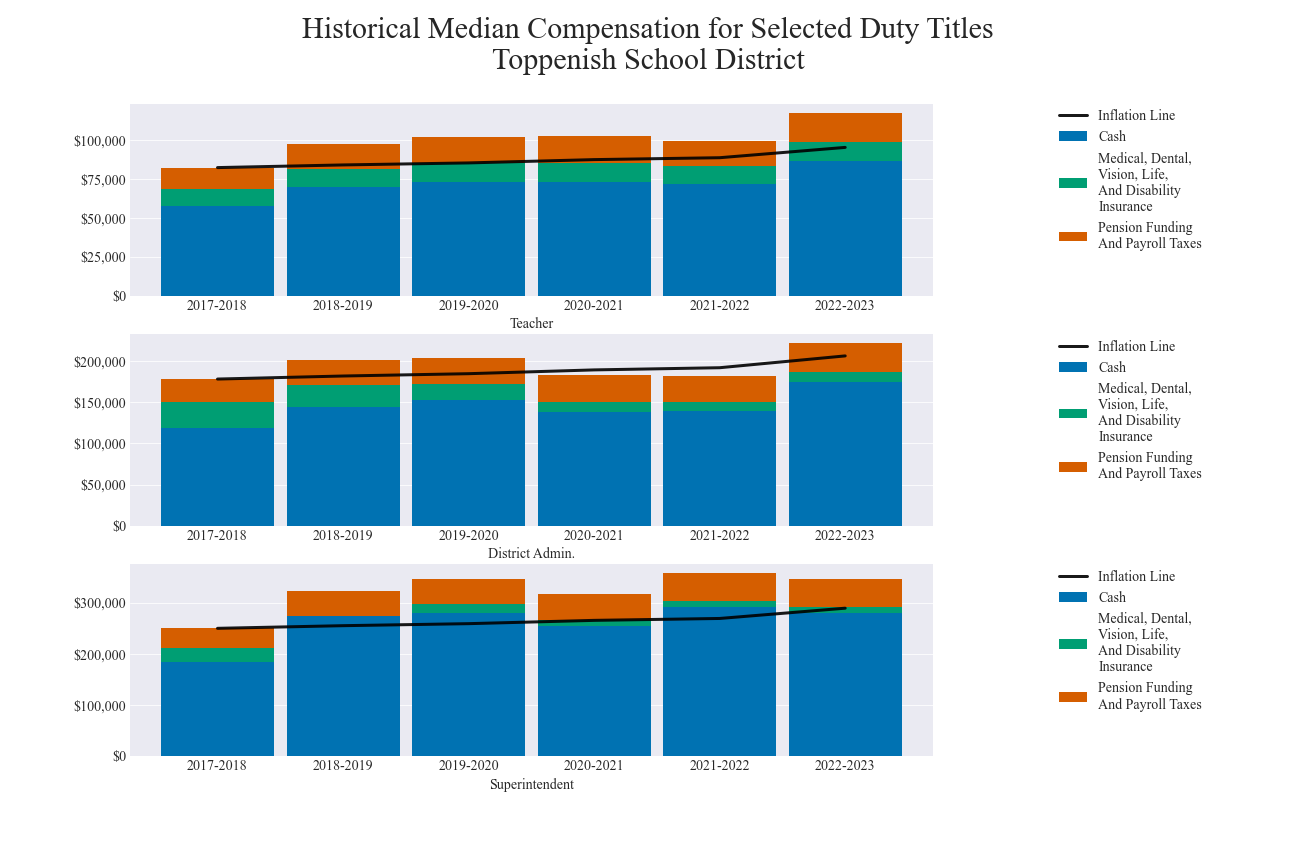 Historical Median Compensation for Selected Duty Titles
Toppenish School District
$100,000
$75,000
$50,000
$25,000
$0
2017-2018 2018-2019 2019-2020 2020-2021 2021-2022 2022-2023
Teacher
Inflation Line
Cash
Medical, Dental,
Vision, Life,
And Disability
Insurance
Pension Funding
And Payroll Taxes
$200,000
$150,000
$100,000
$50,000
$0
2017-2018 2018-2019 2019-2020 2020-2021 2021-2022 2022-2023
District Admin.
Inflation Line
Cash
Medical, Dental,
Vision, Life,
And Disability
Insurance
Pension Funding
And Payroll Taxes
$300,000
$200,000
$100,000
$0
2017-2018 2018-2019 2019-2020 2020-2021 2021-2022 2022-2023
Superintendent
Inflation Line
Cash
Medical, Dental,
Vision, Life,
And Disability
Insurance
Pension Funding
And Payroll Taxes